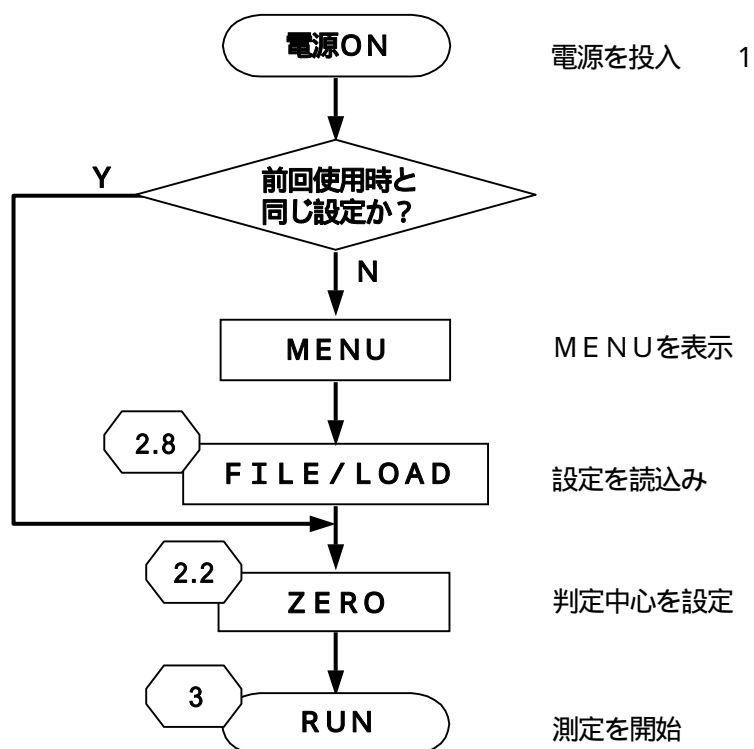 電源ON
電源を投入 1
Y
前回使用時と
同じ設定か？
N
MENU
MENUを表示
2.8
FILE/LOAD
設定を読込み
2.2
ZERO
判定中心を設定
3
RUN
測定を開始